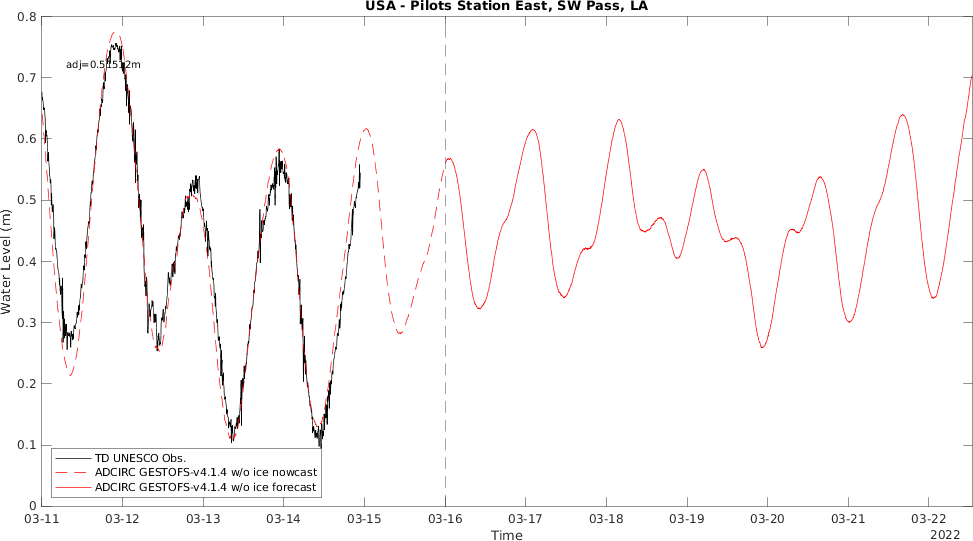 USA - Pilots Station East, SW Pass, LA
0.8
0.7
0.6
0.5
0.4
0.3
0.2
0.1
0
Water Level (m)
TD UNESCO Obs.
ADCIRC GESTOFS-v4.1.4 w/o ice nowcast
ADCIRC GESTOFS-v4.1.4 w/o ice forecast
03-11 03-12 03-13 03-14 03-15 03-16 03-17 03-18 03-19 03-20 03-21 03-22
2022
Time